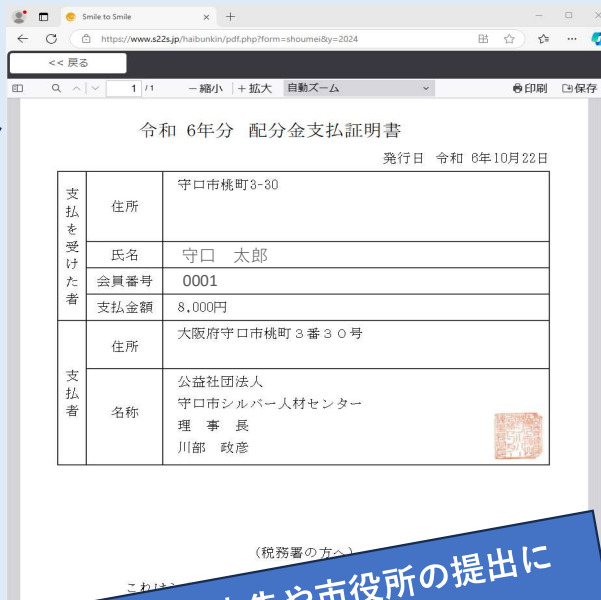 Smile to Smile
https://www.s22s.jp/haibunkin/pdf.php?form=shoumei&y=2024
<< 戻る
1 /1 －縮小 ＋拡大 自動ズーム 印刷 保存
令和 6年分 配分金支払証明書
発行日 令和 6年10月22日
支払を受けた者
住所 守口市桃町3-30
氏名 守口 太郎
会員番号 0001
支払金額 8,000円
支払者
住所 大阪府守口市桃町３番３０号
名称 公益社団法人
守口市シルバー人材センター
理 事 長
川部 政彦
(税務署の方へ)
これは
や市役所の提出に